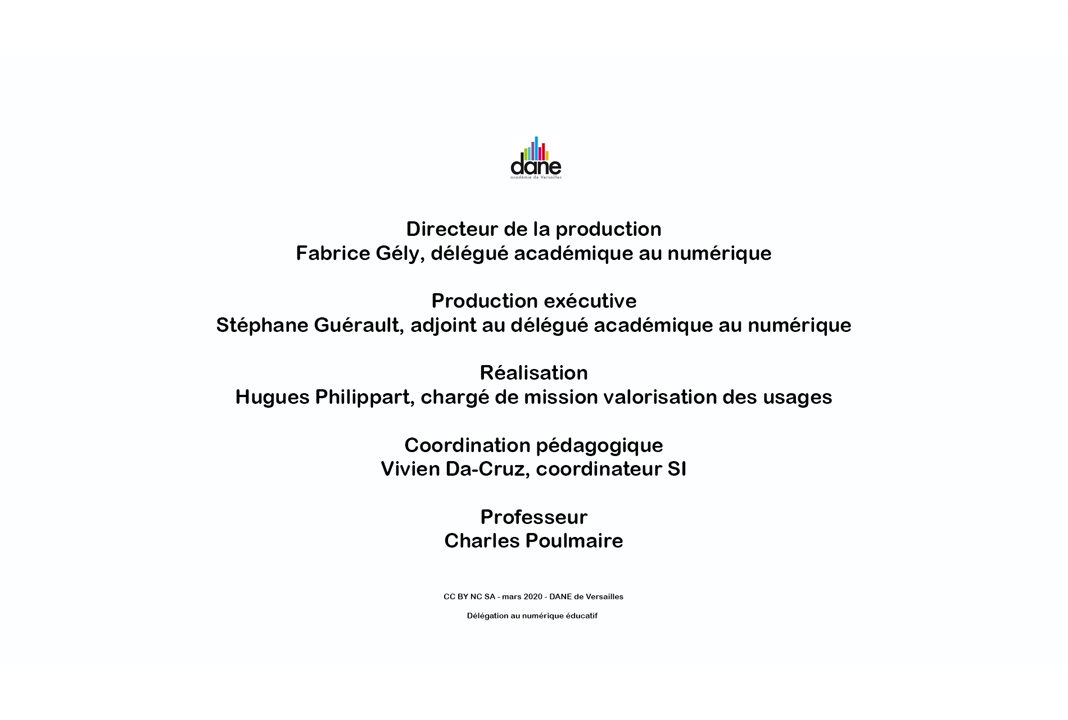 dane
académie de Versailles
Directeur de la production
Fabrice Gély, délégué académique au numérique
Production exécutive
Stéphane Guérault, adjoint au délégué académique au numérique
Réalisation
Hugues Philippart, chargé de mission valorisation des usages
Coordination pédagogique
Vivien Da-Cruz, coordinateur SI
Professeur
Charles Poulmaire
CC BY NC SA - mars 2020 - DANE de Versailles
Délégation au numérique éducatif